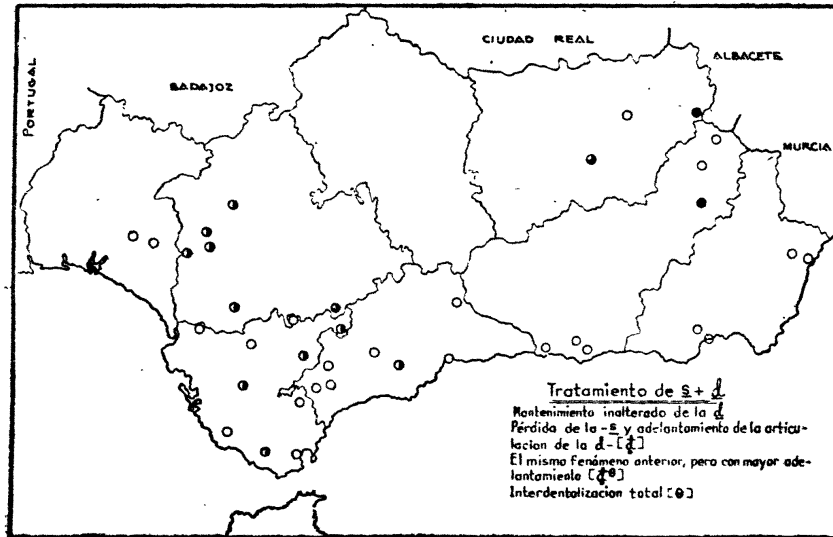 CIUDAD REAL
ALBACETE
BADAJOZ
PORTUGAL
MURCIA
Tratamiento de s + d
Mantenimiento inalterado de la d
Pérdida de la -s y adelantamiento de la articu-
lacion de la d-[d̪]
El mismo fenómeno anterior, pero con mayor ade-
lantamiento [d̪ᶿ]
Interdentalizacion total [θ]